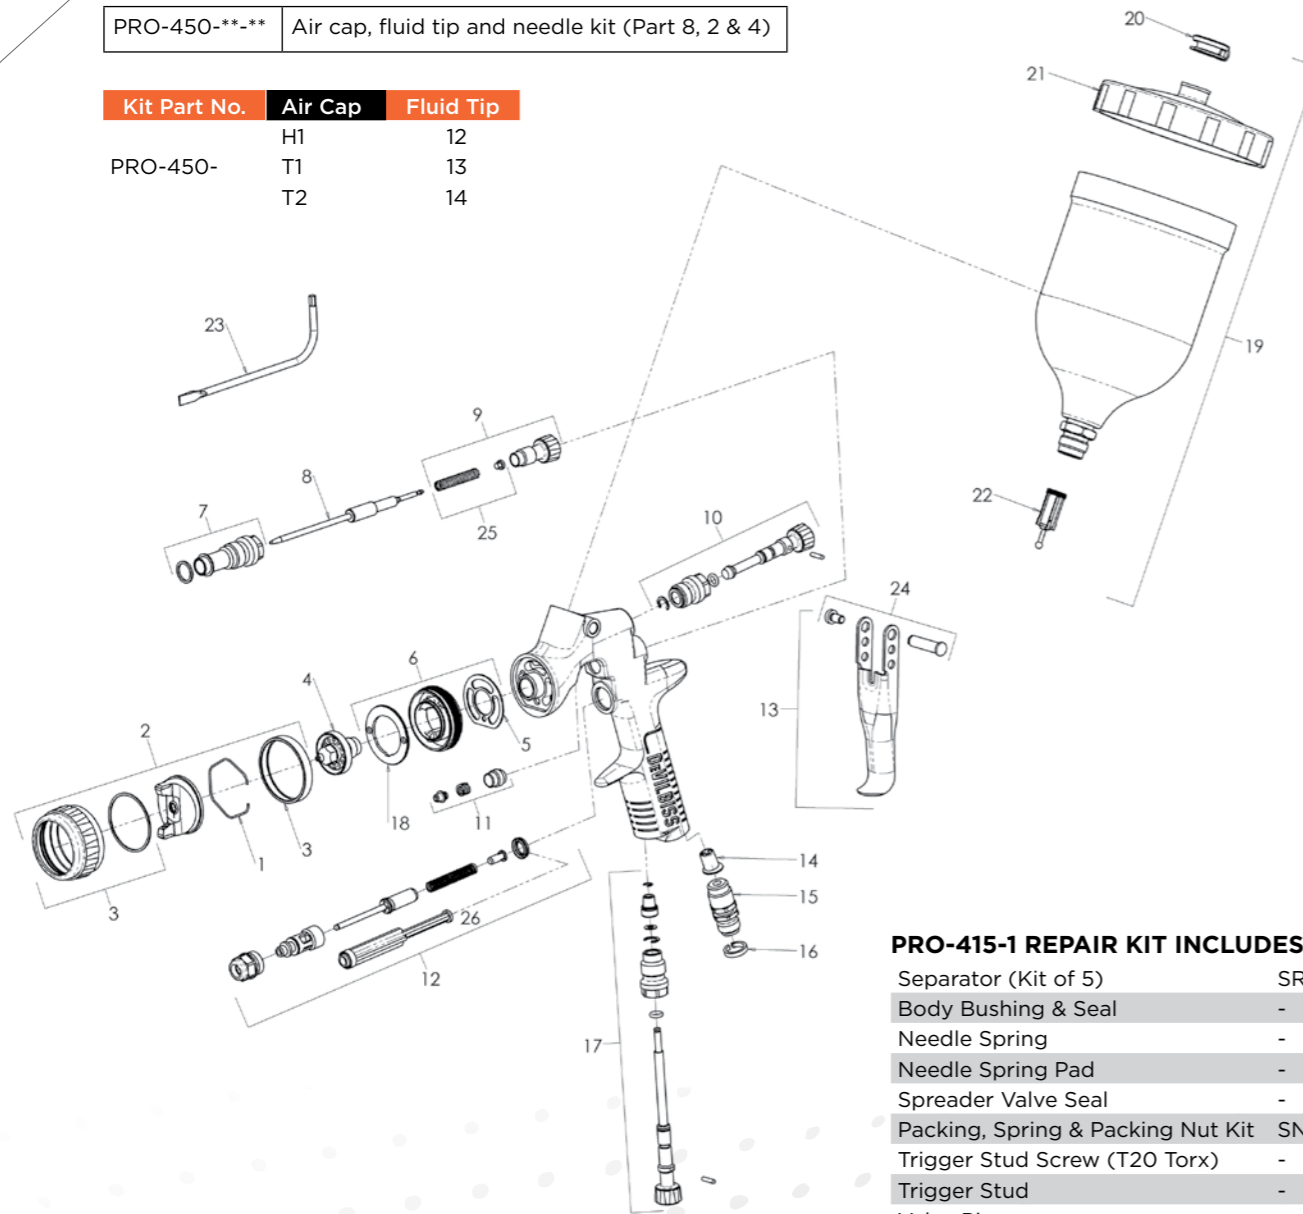 PRO-450-**-** Air cap, fluid tip and needle kit (Part 8, 2 & 4)
Kit Part No. Air Cap Fluid Tip
H1 12
PRO-450- T1 13
T2 14
20
21
19
22
23
9
8
25
7
10
24
13
6
4
5
2
18
11
3
1
3
DEVILBISS
14
15
16
26
12
17
PRO-415-1 REPAIR KIT INCLUDES
Separator (Kit of 5) SR
Body Bushing & Seal -
Needle Spring -
Needle Spring Pad -
Spreader Valve Seal -
Packing, Spring & Packing Nut Kit SN
Trigger Stud Screw (T20 Torx) -
Trigger Stud -